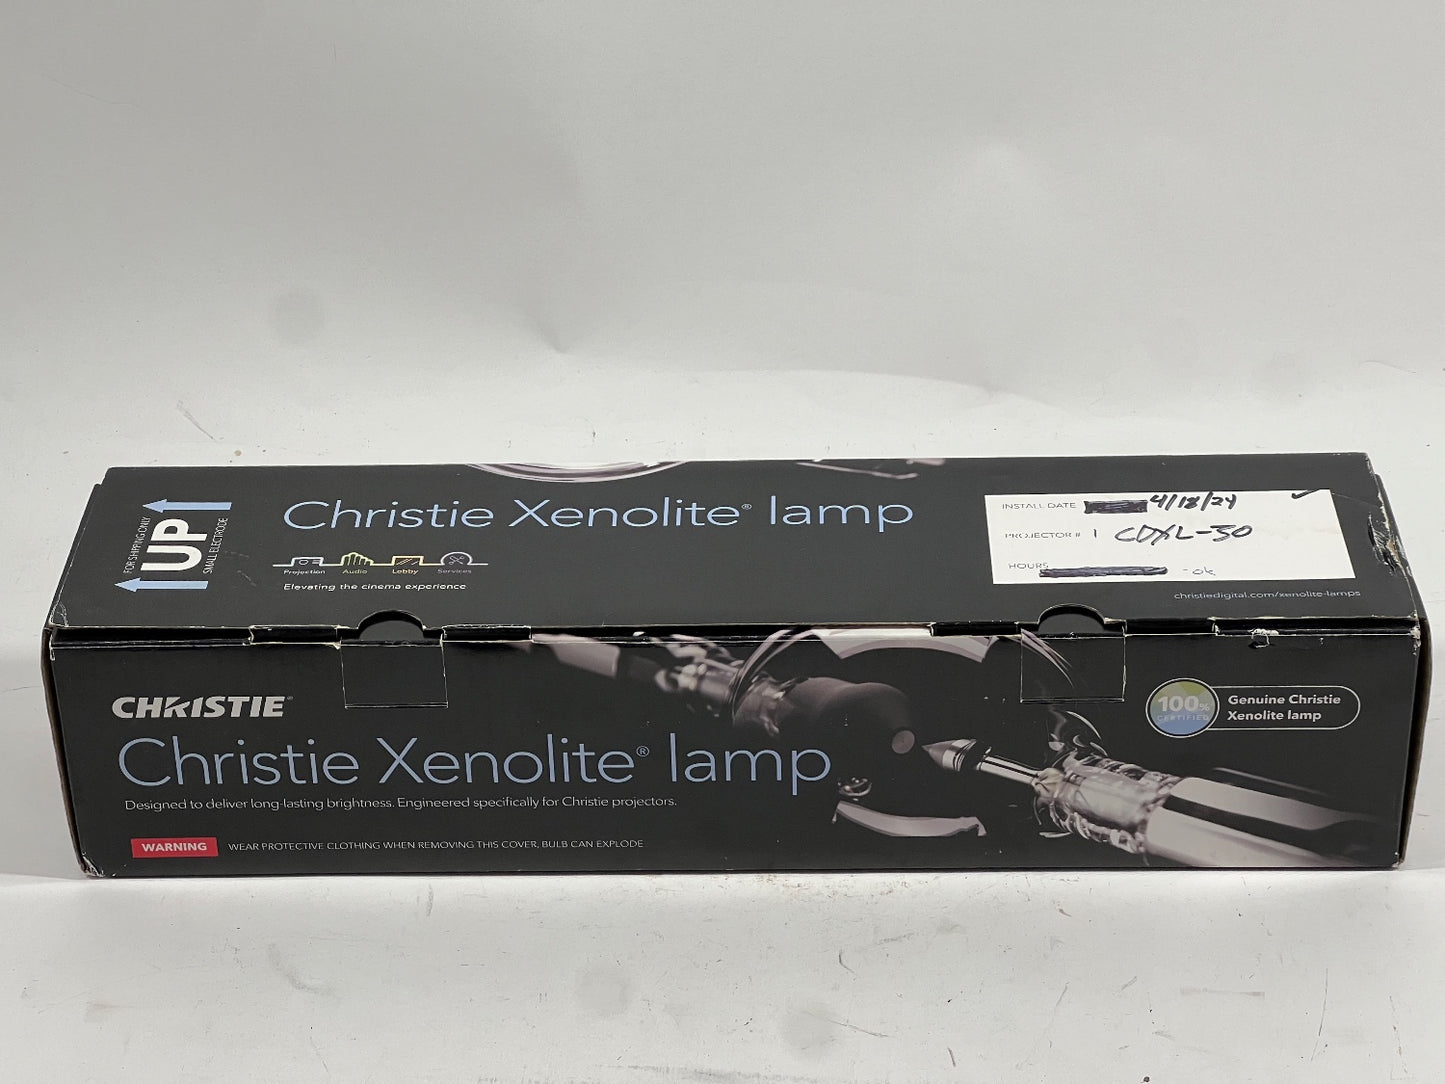 FOR SHIPPING ONLY
UP
SMALL ELECTRODE
Christie Xenolite® lamp
Projection Audio Lobby Services
Elevating the cinema experience
INSTALL DATE 4/18/24
PROJECTOR # 1 CDXL-30
HOURS -ok
christiedigital.com/xenolite-lamps
CHRISTIE®
Christie Xenolite® lamp
Designed to deliver long-lasting brightness. Engineered specifically for Christie projectors.
WARNING WEAR PROTECTIVE CLOTHING WHEN REMOVING THIS COVER, BULB CAN EXPLODE
100%
CERTIFIED
Genuine Christie
Xenolite lamp